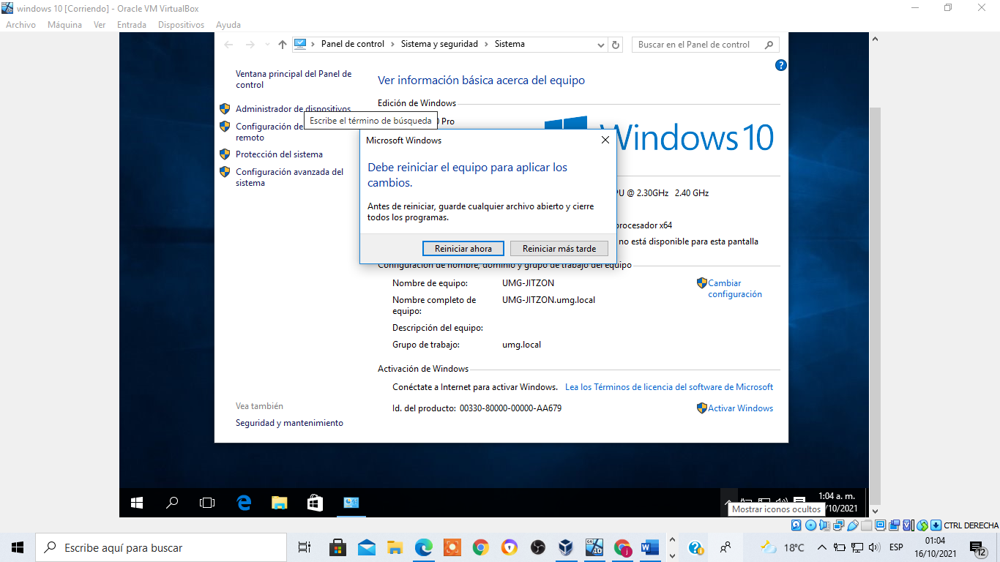 windows 10 [Corriendo] - Oracle VM VirtualBox
Archivo Máquina Ver Entrada Dispositivos Ayuda
Panel de control Sistema y seguridad Sistema
Buscar en el Panel de control
Ventana principal del Panel de
control
Administrador de dispositivos
Escribe el término de búsqueda
Configuración de
remoto
Protección del sistema
Configuración avanzada del
sistema
Ver información básica acerca del equipo
Edición de Windows
Pro
Windows 10
Microsoft Windows
Debe reiniciar el equipo para aplicar los
cambios.
Antes de reiniciar, guarde cualquier archivo abierto y cierre
todos los programas.
Reiniciar ahora Reiniciar más tarde
@ 2.30GHz 2.40 GHz
procesador x64
no está disponible para esta pantalla
Configuración de nombre, dominio y grupo de trabajo del equipo
Nombre de equipo: UMG-JITZON
Cambiar
configuración
Nombre completo de
equipo:
UMG-JITZON.umg.local
Descripción del equipo:
Grupo de trabajo: umg.local
Activación de Windows
Conéctate a Internet para activar Windows. Lea los Términos de licencia del software de Microsoft
Id. del producto: 00330-80000-00000-AA679
Activar Windows
Vea también
Seguridad y mantenimiento
1:04 a. m.
/10/2021
Mostrar iconos ocultos
CTRL DERECHA
Escribe aquí para buscar
18°C
ESP
01:04
16/10/2021
12